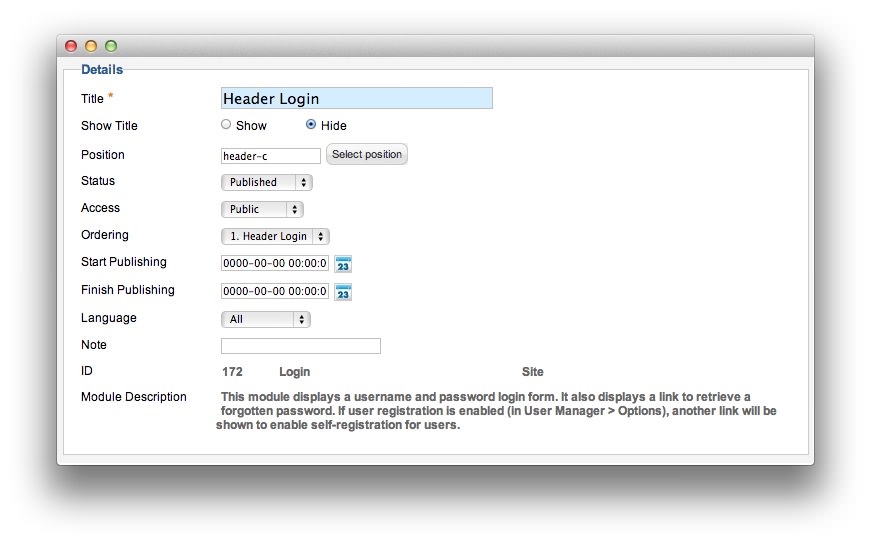 Details
Title * Header Login
Show Title Show Hide
Position header-c Select position
Status Published
Access Public
Ordering 1. Header Login
Start Publishing 0000-00-00 00:00:0 23
Finish Publishing 0000-00-00 00:00:0 23
Language All
Note
ID 172 Login Site
Module Description This module displays a username and password login form. It also displays a link to retrieve a
forgotten password. If user registration is enabled (in User Manager > Options), another link will be
shown to enable self-registration for users.